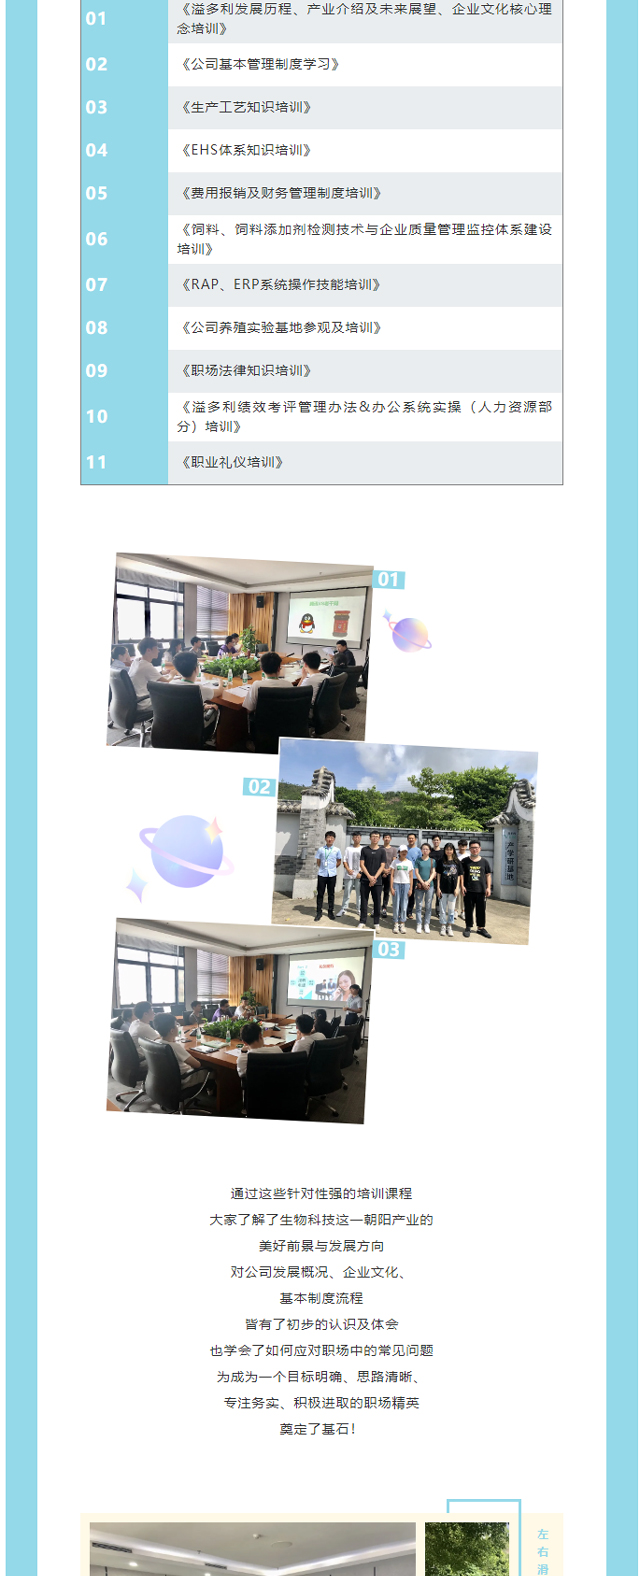 01
《溢多利发展历程、产业介绍及未来展望、企业文化核心理
念培训》
02
《公司基本管理制度学习》
03
《生产工艺知识培训》
04
《EHS体系知识培训》
05
《费用报销及财务管理制度培训》
06
《饲料、饲料添加剂检测技术与企业质量管理监控体系建设
培训》
07
《RAP、ERP系统操作技能培训》
08
《公司养殖实验基地参观及培训》
09
《职场法律知识培训》
10
《溢多利绩效考评管理办法&办公系统实操（人力资源部
分）培训》
11
《职业礼仪培训》
01
02
产学研基地
03
通过这些针对性强的培训课程
大家了解了生物科技这一朝阳产业的
美好前景与发展方向
对公司发展概况、企业文化、
基本制度流程
皆有了初步的认识及体会
也学会了如何应对职场中的常见问题
为成为一个目标明确、思路清晰、
专注务实、积极进取的职场精英
奠定了基石！
左
右
滑